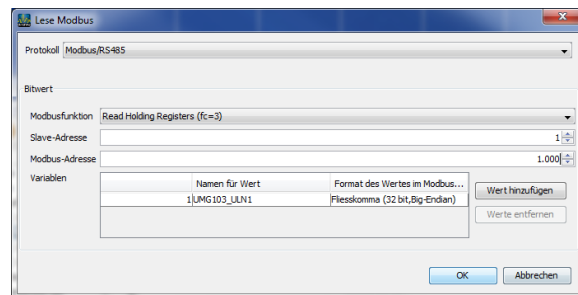 Lese Modbus
Protokoll Modbus/RS485
Bitwert
Modbusfunktion Read Holding Registers (fc=3)
Slave-Adresse 1
Modbus-Adresse 1.000
Variablen
Namen für Wert Format des Wertes im Modbus...
1 UMG103_ULN1 Fliesskomma (32 bit,Big-Endian)
Wert hinzufügen
Werte entfernen
OK Abbrechen